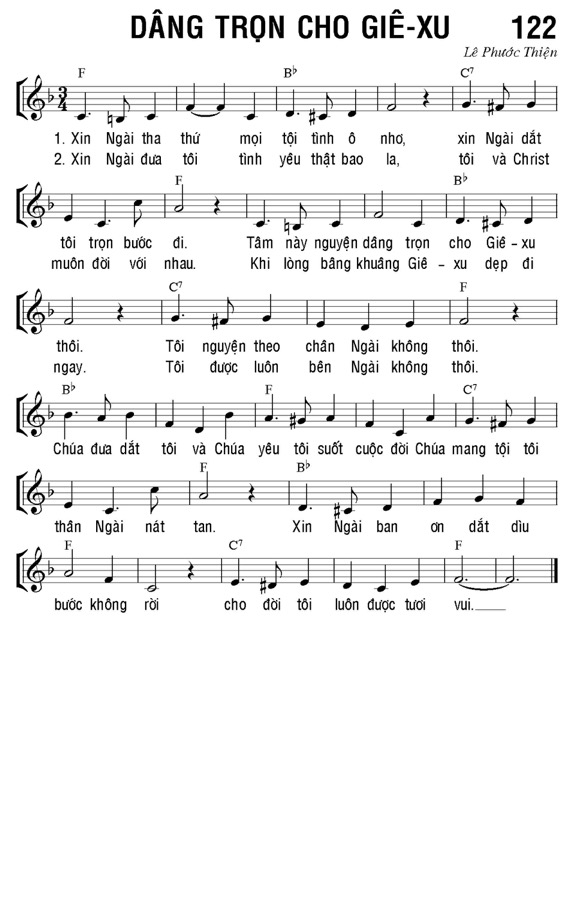 DÂNG TRỌN CHO GIÊ-XU 122
Lê Phước Thiện
F B♭ C7
1. Xin Ngài tha thứ mọi tội tình ô nhơ, xin Ngài dắt
2. Xin Ngài đưa tôi tình yêu thật bao la, tôi và Christ
F B♭
tôi trọn bước đi. Tâm này nguyện dâng trọn cho Giê-xu
muôn đời với nhau. Khi lòng bâng khuâng Giê-xu dẹp đi
C7 F
thôi. Tôi nguyện theo chân Ngài không thôi.
ngay. Tôi được luôn bên Ngài không thôi.
B♭ F C7
Chúa đưa dắt tôi và Chúa yêu tôi suốt cuộc đời Chúa mang tội tôi
F B♭
thân Ngài nát tan. Xin Ngài ban ơn dắt dìu
F C7 F
bước không rời cho đời tôi luôn được tươi vui.